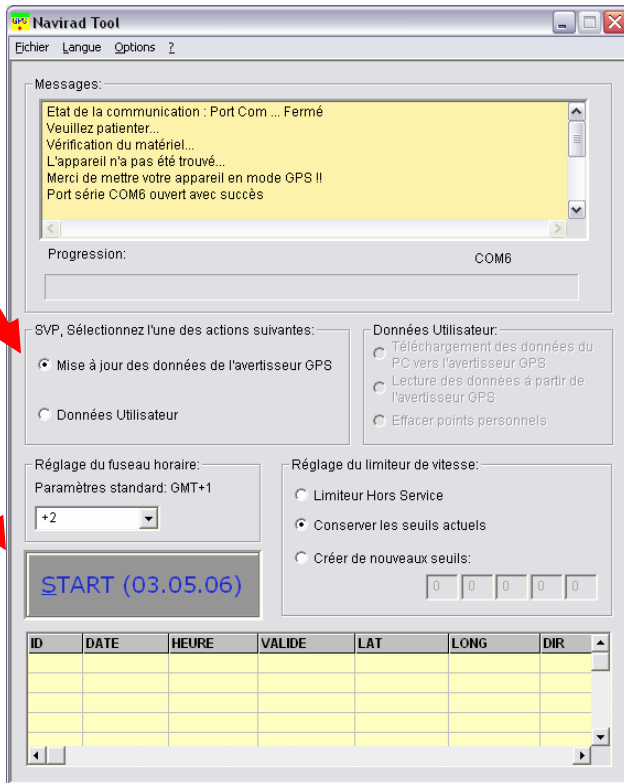 GPS Navirad Tool
Fichier Langue Options ?
Messages:
Etat de la communication : Port Com ... Fermé
Veuillez patienter...
Vérification du matériel...
L'appareil n'a pas été trouvé...
Merci de mettre votre appareil en mode GPS !!
Port série COM6 ouvert avec succès
Progression:
COM6
SVP, Sélectionnez l'une des actions suivantes:
Mise à jour des données de l'avertisseur GPS
Données Utilisateur
Données Utilisateur:
Téléchargement des données du
PC vers l'avertisseur GPS
Lecture des données à partir de
l'avertisseur GPS
Effacer points personnels
Réglage du fuseau horaire:
Paramètres standard: GMT+1
+2
START (03.05.06)
Réglage du limiteur de vitesse:
Limiteur Hors Service
Conserver les seuils actuels
Créer de nouveaux seuils:
0 0 0 0 0
ID DATE HEURE VALIDE LAT LONG DIR